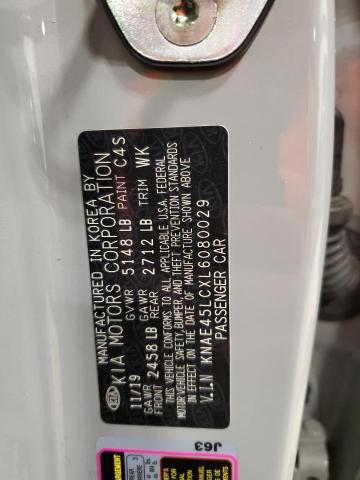 MANUFACTURED IN KOREA BY
KIA KIA MOTORS CORPORATION
11/19 GVWR 5148 LB PAINT C4S
GAWR FRONT 2458 LB GAWR REAR 2712 LB TRIM WK
THIS VEHICLE CONFORMS TO ALL APPLICABLE U.S.A. FEDERAL
MOTOR VEHICLE SAFETY, BUMPER, AND THEFT PREVENTION STANDARDS
IN EFFECT ON THE DATE OF MANUFACTURE SHOWN ABOVE
V.I.N KNAE45LCXL6080029
PASSENGER CAR
J63